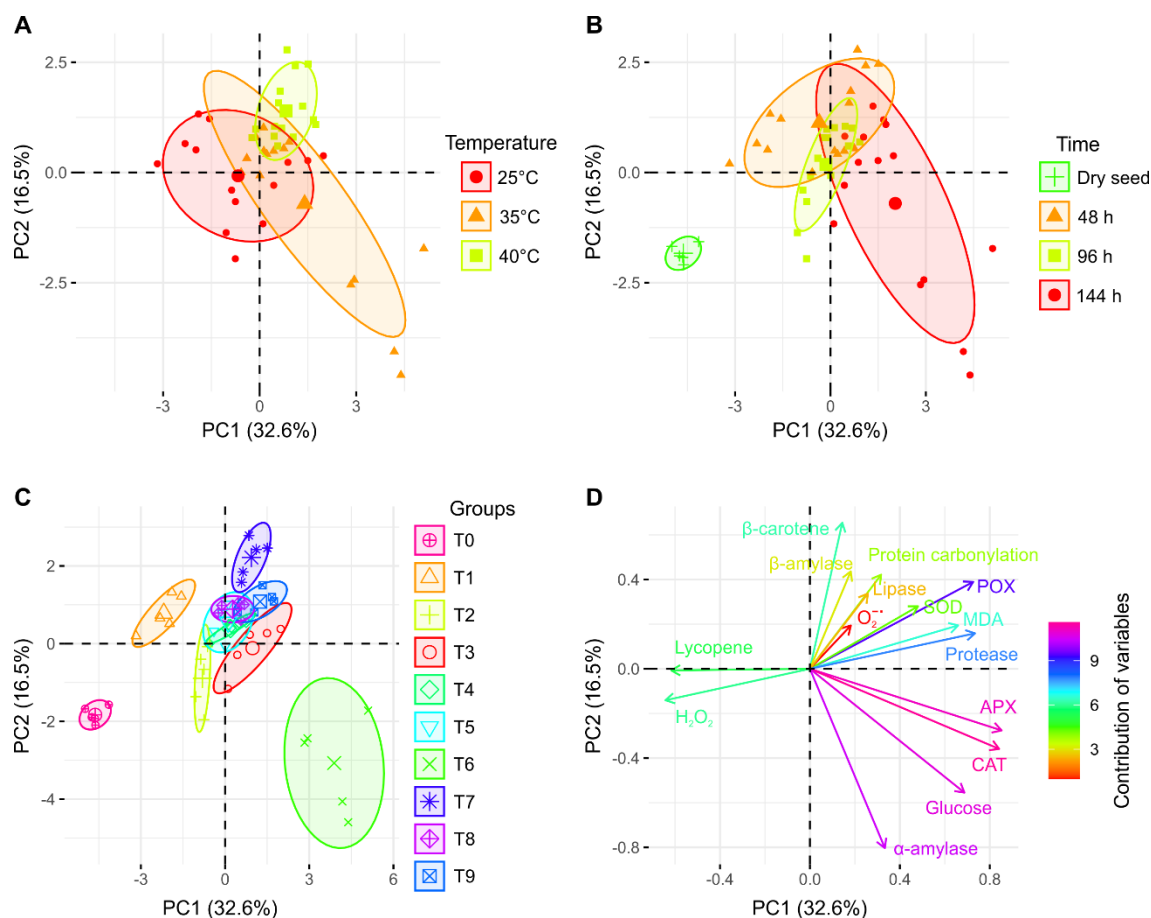 A
PC2 (16.5%)
2.5
0.0
-2.5
-3
0
3
PC1 (32.6%)
Temperature
25°C
35°C
40°C
B
PC2 (16.5%)
2.5
0.0
-2.5
-3
0
3
PC1 (32.6%)
Time
Dry seed
48 h
96 h
144 h
C
PC2 (16.5%)
2
0
-2
-4
-3
0
3
6
PC1 (32.6%)
Groups
T0
T1
T2
T3
T4
T5
T6
T7
T8
T9
D
PC2 (16.5%)
0.4
0.0
-0.4
-0.8
-0.4
0.0
0.4
0.8
PC1 (32.6%)
β-carotene
β-amylase
Protein carbonylation
Lipase
POX
SOD
O₂⁻•
MDA
Protease
Lycopene
H₂O₂
APX
CAT
Glucose
α-amylase
9
6
3
Contribution of variables